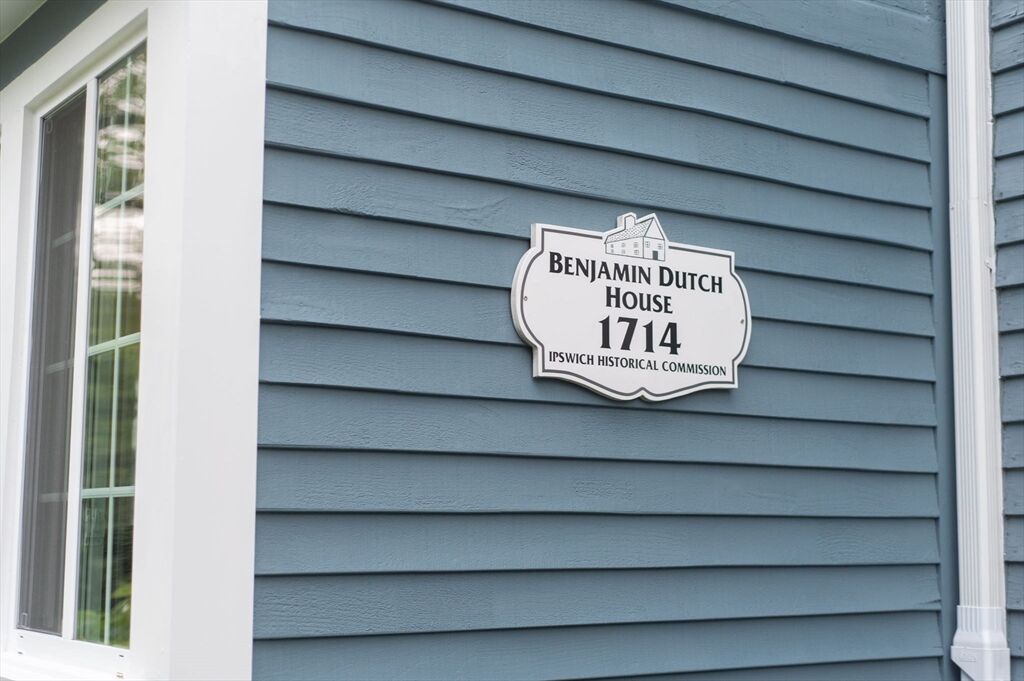 BENJAMIN DUTCH
HOUSE
1714
IPSWICH HISTORICAL COMMISSION